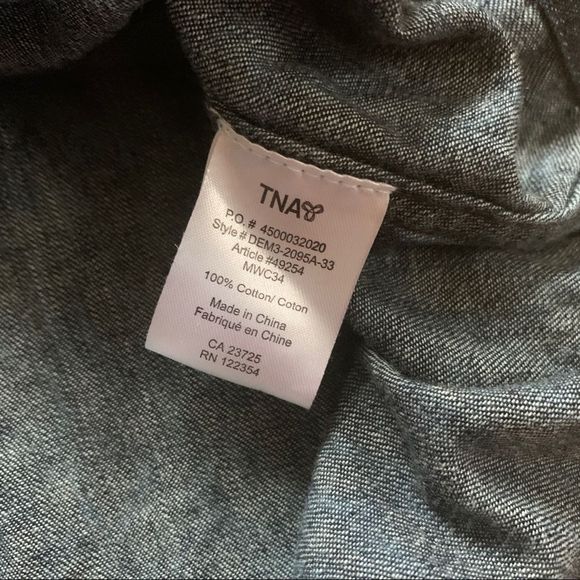 TNA
P.O. # 4500032020
Style # DEM3-2095A-33
Article #49254
MWC34
100% Cotton/ Coton
Made in China
Fabriqué en Chine
CA 23725
RN 122354